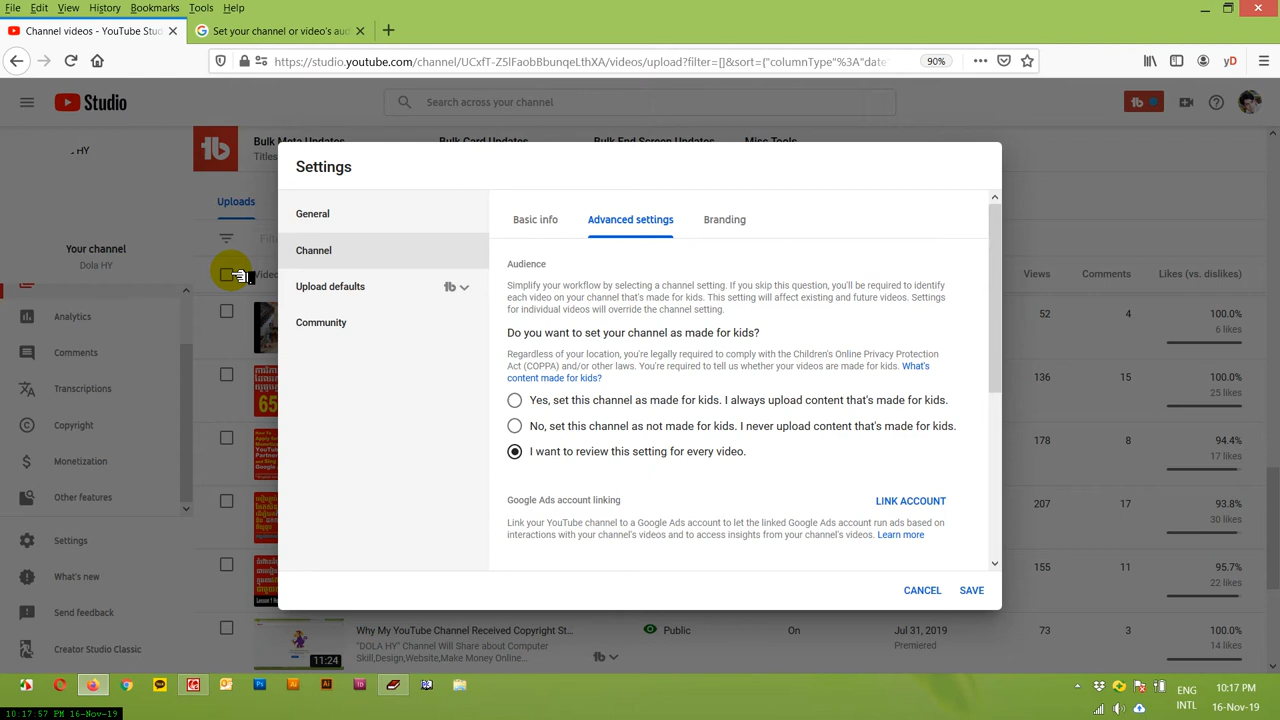 File Edit View History Bookmarks Tools Help
Channel videos - YouTube Stud
Set your channel or video's aud
https://studio.youtube.com/channel/UCxfT-Z5lFaobBbunqeLthXA/videos/upload?filter=[]&sort={"columnType"%3A"date"
90%
yD
Studio
Search across your channel
HY
Bulk Meta Updates
Bulk Card Updates
Bulk End Screen Updates
Misc Tools
Titles
Settings
Uploads
General
Basic info
Advanced settings
Branding
Filte
Your channel
Dola HY
Channel
Audience
Video
Views
Comments
Likes (vs. dislikes)
Simplify your workflow by selecting a channel setting. If you skip this question, you'll be required to identify
each video on your channel that's made for kids. This setting will affect existing and future videos. Settings
for individual videos will override the channel setting.
Upload defaults
Community
Do you want to set your channel as made for kids?
Regardless of your location, you're legally required to comply with the Children's Online Privacy Protection
Act (COPPA) and/or other laws. You're required to tell us whether your videos are made for kids. What's
content made for kids?
Yes, set this channel as made for kids. I always upload content that's made for kids.
No, set this channel as not made for kids. I never upload content that's made for kids.
I want to review this setting for every video.
Google Ads account linking
LINK ACCOUNT
Link your YouTube channel to a Google Ads account to let the linked Google Ads account run ads based on
interactions with your channel's videos and to access insights from your channel's videos. Learn more
CANCEL
SAVE
Analytics
Comments
Transcriptions
Copyright
Monetization
Other features
Settings
What's new
Send feedback
Creator Studio Classic
52
4
100.0%
6 likes
65
136
15
100.0%
25 likes
178
8
94.4%
207
17
93.8%
30 likes
155
11
95.7%
22 likes
Why My YouTube Channel Received Copyright St...
Public
On
Jul 31, 2019
73
3
100.0%
"DOLA HY" Channel Will Share about Computer
Premiered
14 likes
Skill,Design,Website,Make Money Online...
11:24
ENG
INTL
10:17 PM
16-Nov-19
10:17:57 PM 16-Nov-19